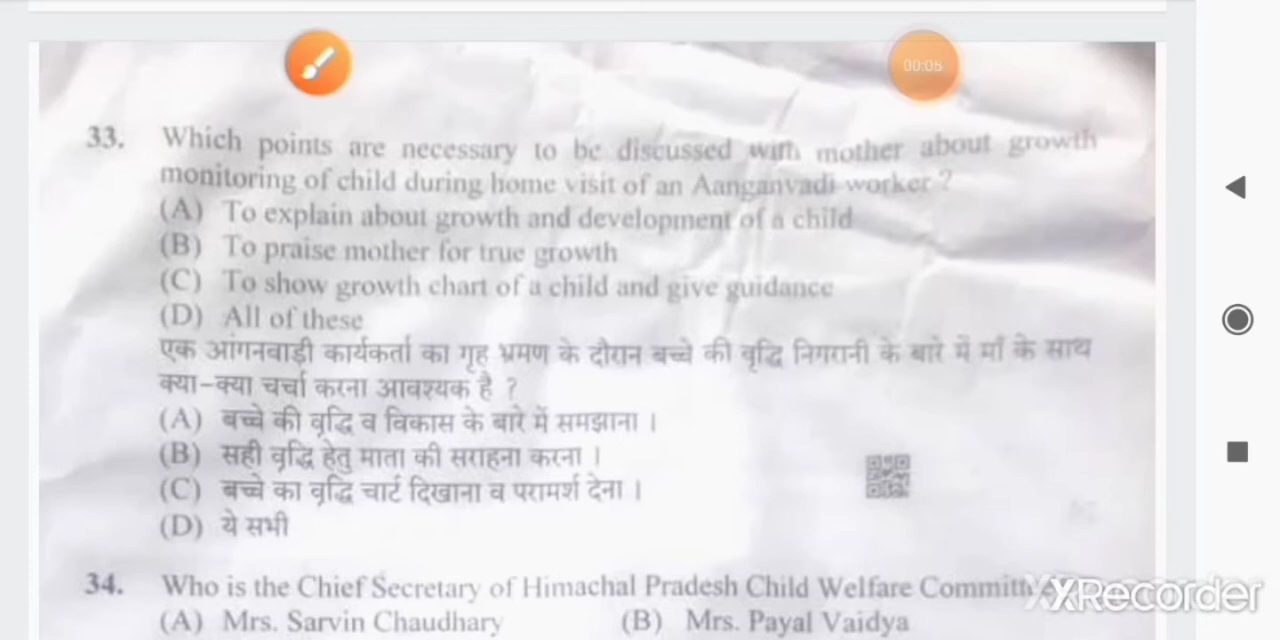 00:05
33. Which points are necessary to be discussed with mother about growth
monitoring of child during home visit of an Aanganvadi worker ?
(A) To explain about growth and development of a child
(B) To praise mother for true growth
(C) To show growth chart of a child and give guidance
(D) All of these
एक आंगनवाड़ी कार्यकर्ता का गृह भ्रमण के दौरान बच्चे की वृद्धि निगरानी के बारे में माँ के साथ
क्या-क्या चर्चा करना आवश्यक है ?
(A) बच्चे की वृद्धि व विकास के बारे में समझाना ।
(B) सही वृद्धि हेतु माता की सराहना करना ।
(C) बच्चे का वृद्धि चार्ट दिखाना व परामर्श देना ।
(D) ये सभी
34. Who is the Chief Secretary of Himachal Pradesh Child Welfare
XRecorder
(A) Mrs. Sarvin Chaudhary (B) Mrs. Payal Vaidya